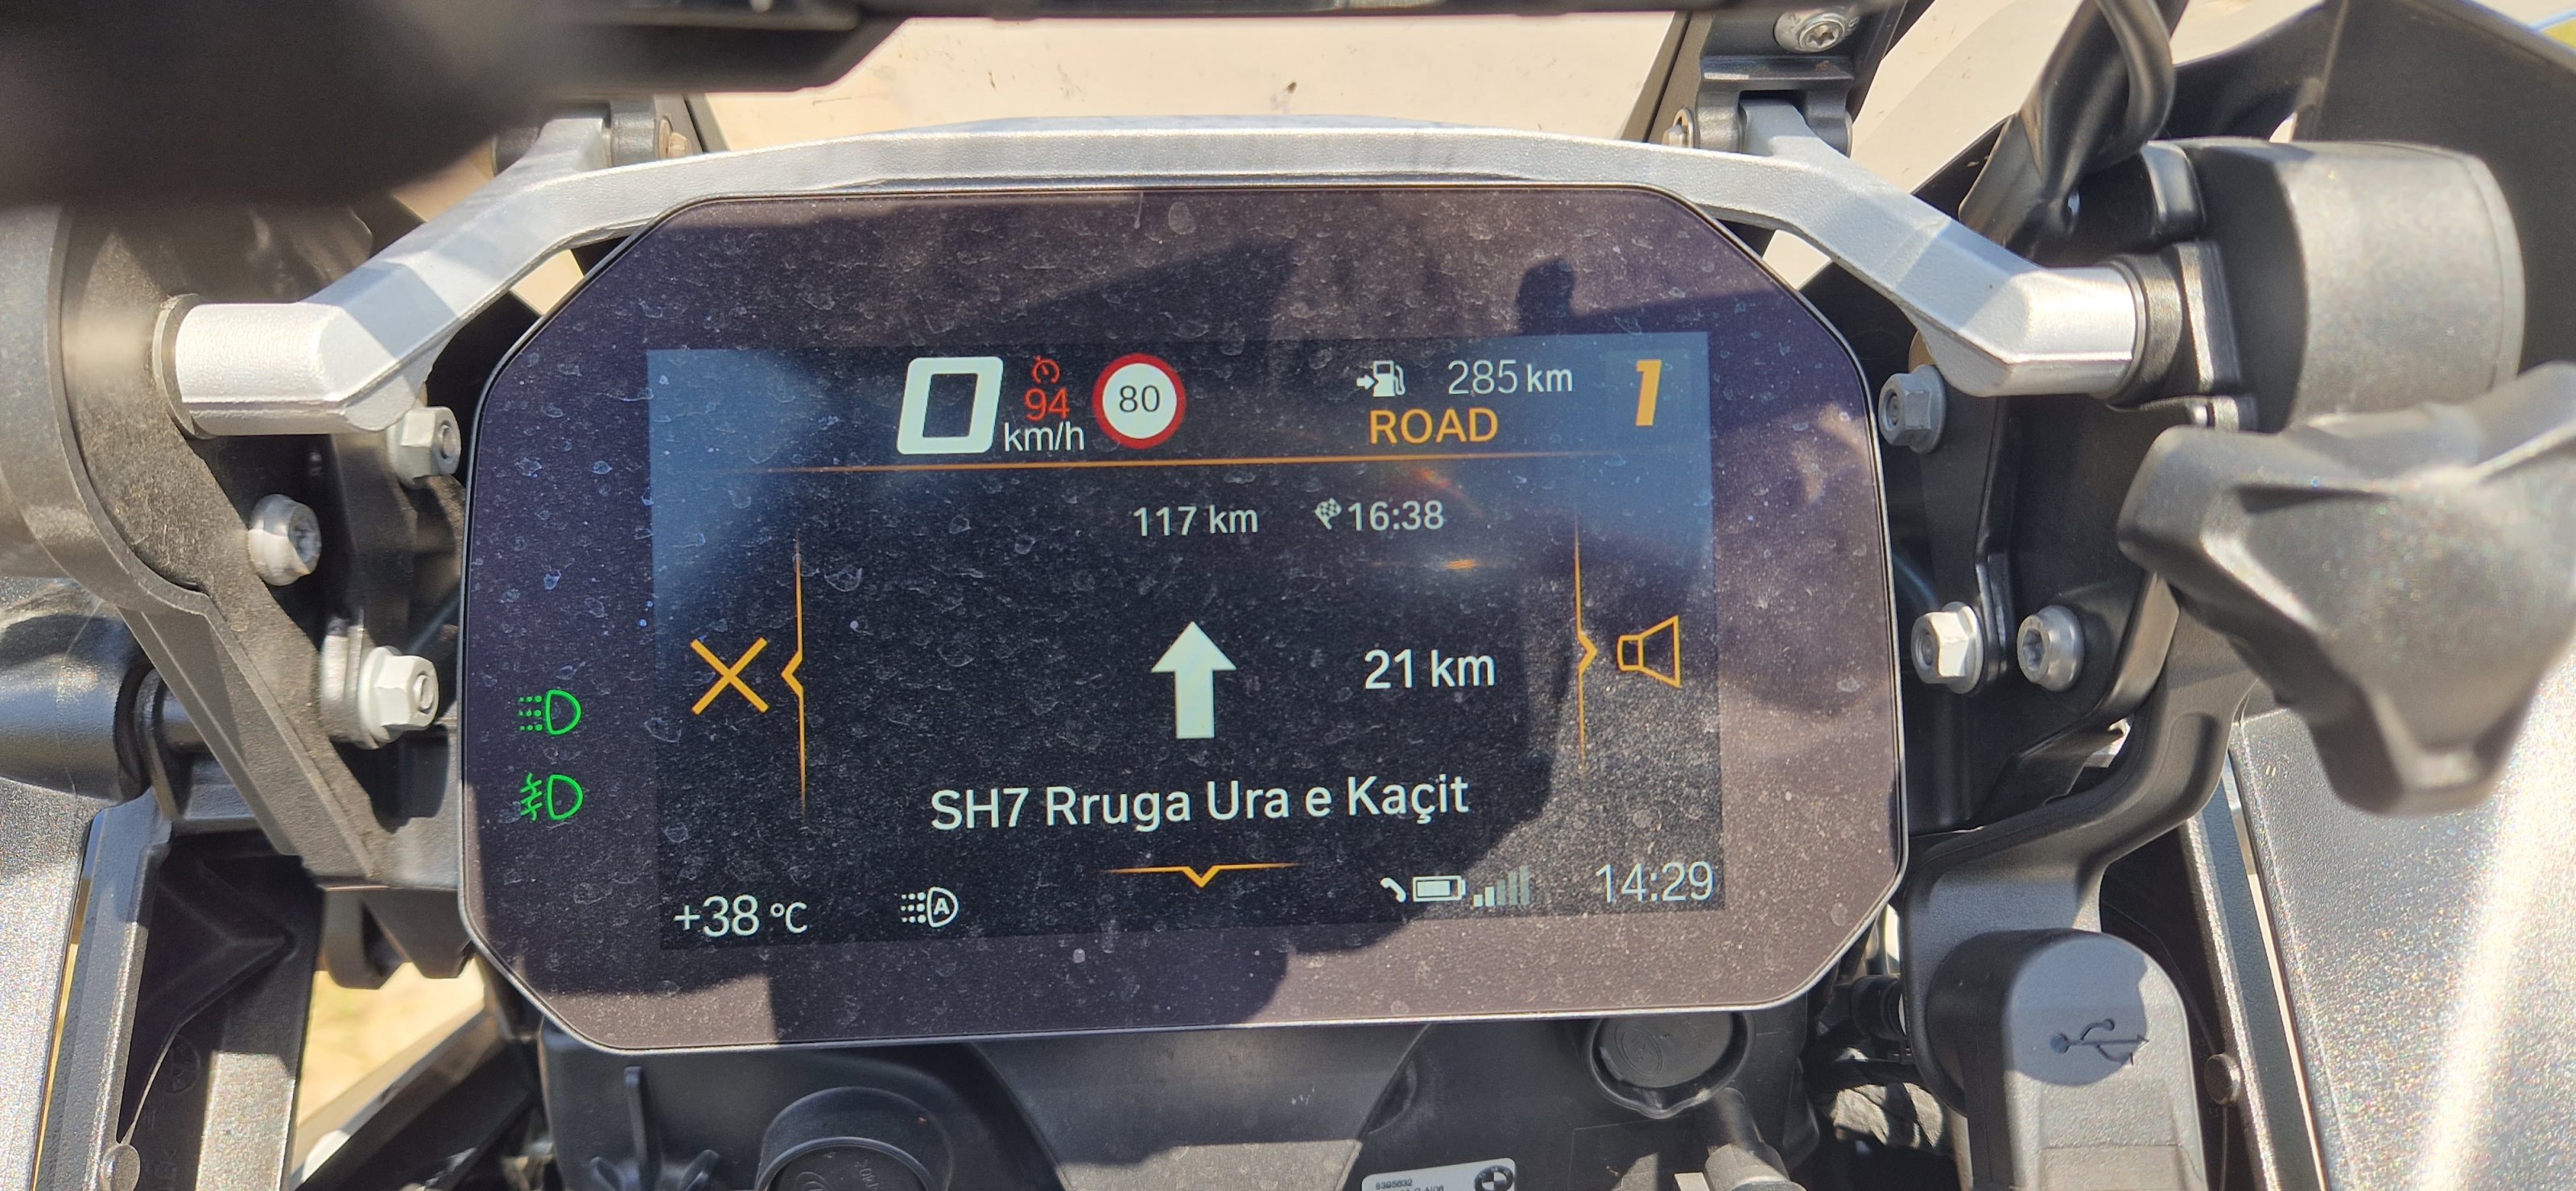 0 94 km/h 80 285 km 1
ROAD
117 km 16:38
21 km
SH7 Rruga Ura e Kaçit
+38 °C A 14:29
6395632